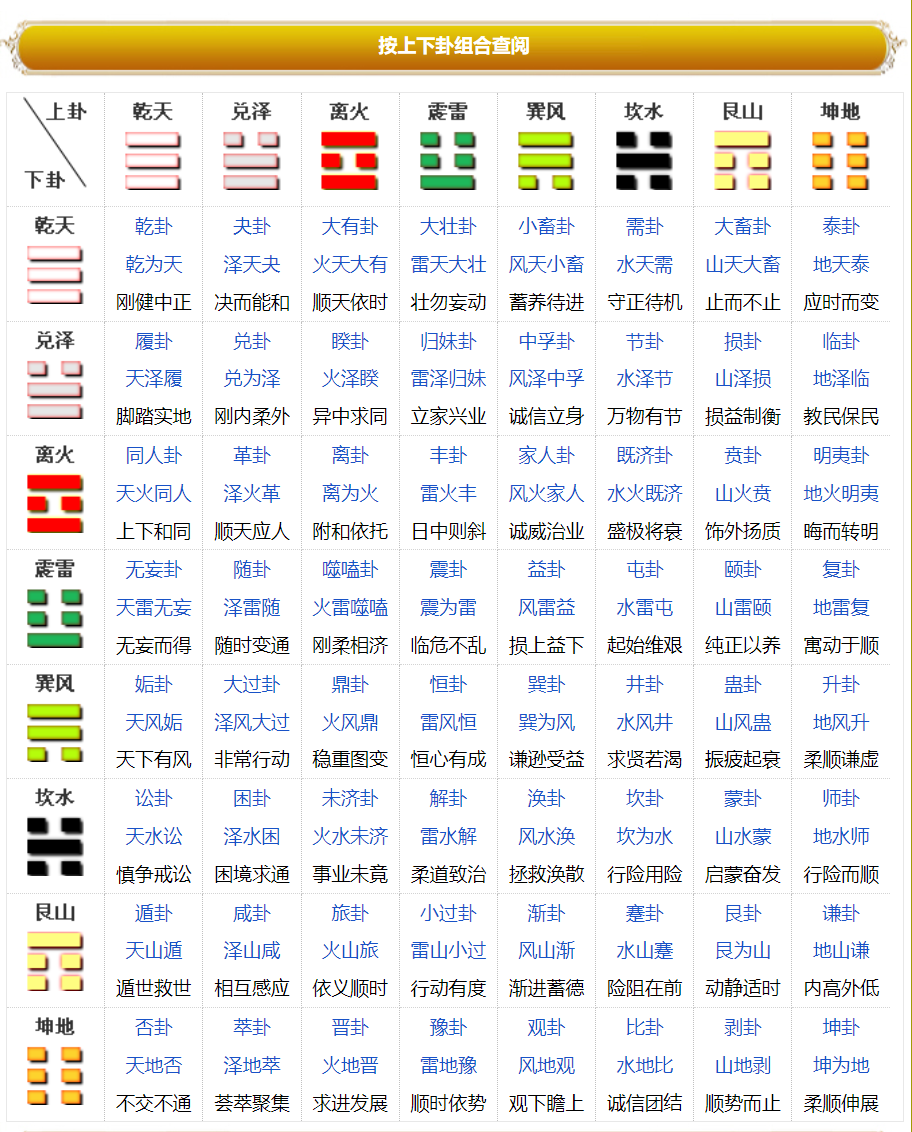 按上下卦组合查阅
上卦 乾天 兑泽 离火 震雷 巽风 坎水 艮山 坤地
下卦
乾天 乾卦 夬卦 大有卦 大壮卦 小畜卦 需卦 大畜卦 泰卦
乾为天 泽天夬 火天大有 雷天大壮 风天小畜 水天需 山天大畜 地天泰
刚健中正 决而能和 顺天依时 壮勿妄动 蓄养待进 守正待机 止而不止 应时而变
兑泽 履卦 兑卦 睽卦 归妹卦 中孚卦 节卦 损卦 临卦
天泽履 兑为泽 火泽睽 雷泽归妹 风泽中孚 水泽节 山泽损 地泽临
脚踏实地 刚内柔外 异中求同 立家兴业 诚信立身 万物有节 损益制衡 教民保民
离火 同人卦 革卦 离卦 丰卦 家人卦 既济卦 贲卦 明夷卦
天火同人 泽火革 离为火 雷火丰 风火家人 水火既济 山火贲 地火明夷
上下和同 顺天应人 附和依托 日中则斜 诚威治业 盛极将衰 饰外扬质 晦而转明
震雷 无妄卦 随卦 噬嗑卦 震卦 益卦 屯卦 颐卦 复卦
天雷无妄 泽雷随 火雷噬嗑 震为雷 风雷益 水雷屯 山雷颐 地雷复
无妄而得 随时变通 刚柔相济 临危不乱 损上益下 起始维艰 纯正以养 寓动于顺
巽风 姤卦 大过卦 鼎卦 恒卦 巽卦 井卦 蛊卦 升卦
天风姤 泽风大过 火风鼎 雷风恒 巽为风 水风井 山风蛊 地风升
天下有风 非常行动 稳重图变 恒心有成 谦逊受益 求贤若渴 振疲起衰 柔顺谦虚
坎水 讼卦 困卦 未济卦 解卦 涣卦 坎卦 蒙卦 师卦
天水讼 泽水困 火水未济 雷水解 风水涣 坎为水 山水蒙 地水师
慎争戒讼 困境求通 事业未竟 柔道致治 拯救涣散 行险用险 启蒙奋发 行险而顺
艮山 遁卦 咸卦 旅卦 小过卦 渐卦 蹇卦 艮卦 谦卦
天山遁 泽山咸 火山旅 雷山小过 风山渐 水山蹇 艮为山 地山谦
遁世救世 相互感应 依义顺时 行动有度 渐进蓄德 险阻在前 动静适时 内高外低
坤地 否卦 萃卦 晋卦 豫卦 观卦 比卦 剥卦 坤卦
天地否 泽地萃 火地晋 雷地豫 风地观 水地比 山地剥 坤为地
不交不通 荟萃聚集 求进发展 顺时依势 观下瞻上 诚信团结 顺势而止 柔顺伸展